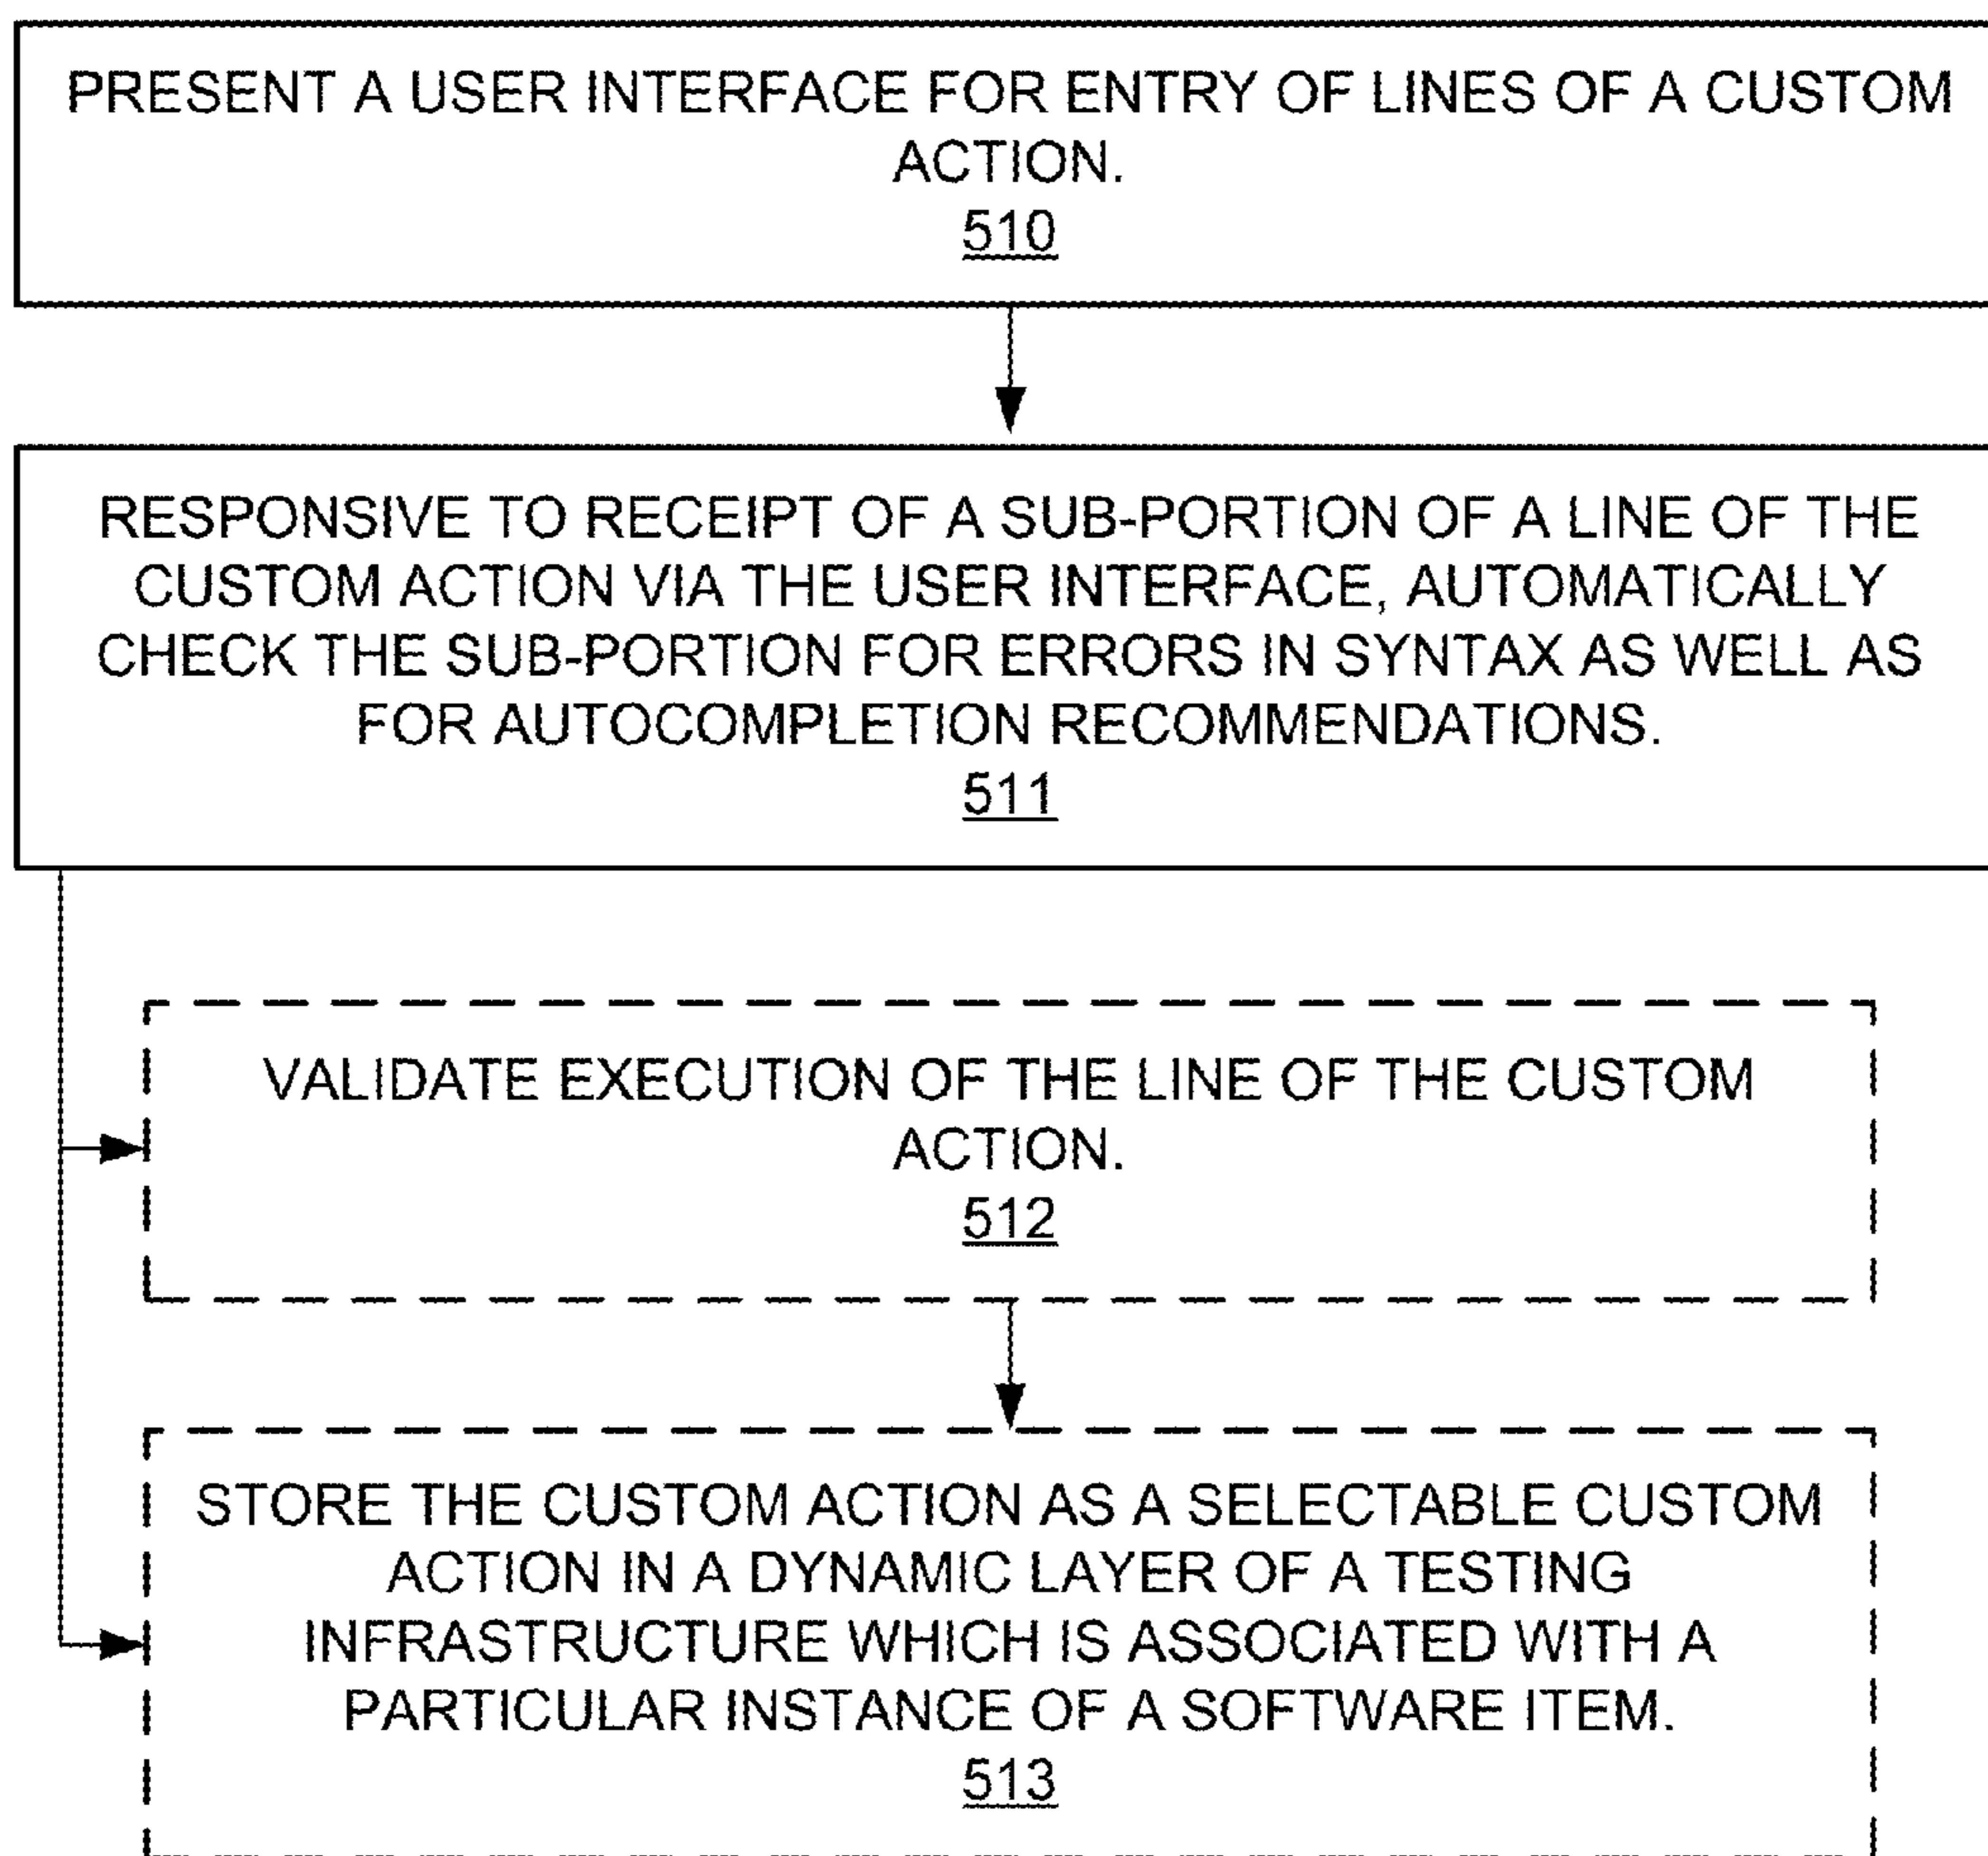 PRESENT A USER INTERFACE FOR ENTRY OF LINES OF A CUSTOM
ACTION.
510
RESPONSIVE TO RECEIPT OF A SUB-PORTION OF A LINE OF THE
CUSTOM ACTION VIA THE USER INTERFACE, AUTOMATICALLY
CHECK THE SUB-PORTION FOR ERRORS IN SYNTAX AS WELL AS
FOR AUTOCOMPLETION RECOMMENDATIONS.
511
VALIDATE EXECUTION OF THE LINE OF THE CUSTOM
ACTION.
512
STORE THE CUSTOM ACTION AS A SELECTABLE CUSTOM
ACTION IN A DYNAMIC LAYER OF A TESTING
INFRASTRUCTURE WHICH IS ASSOCIATED WITH A
PARTICULAR INSTANCE OF A SOFTWARE ITEM.
513